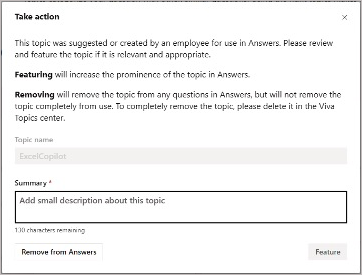 Take action
This topic was suggested or created by an employee for use in Answers. Please review
and feature the topic if it is relevant and appropriate.
Featuring will increase the prominence of the topic in Answers.
Removing will remove the topic from any questions in Answers, but will not remove the
topic completely from use. To completely remove the topic, please delete it in the Viva
Topics center.
Topic name
ExcelCopilot
Summary *
Add small description about this topic
130 characters remaining
Remove from Answers
Feature